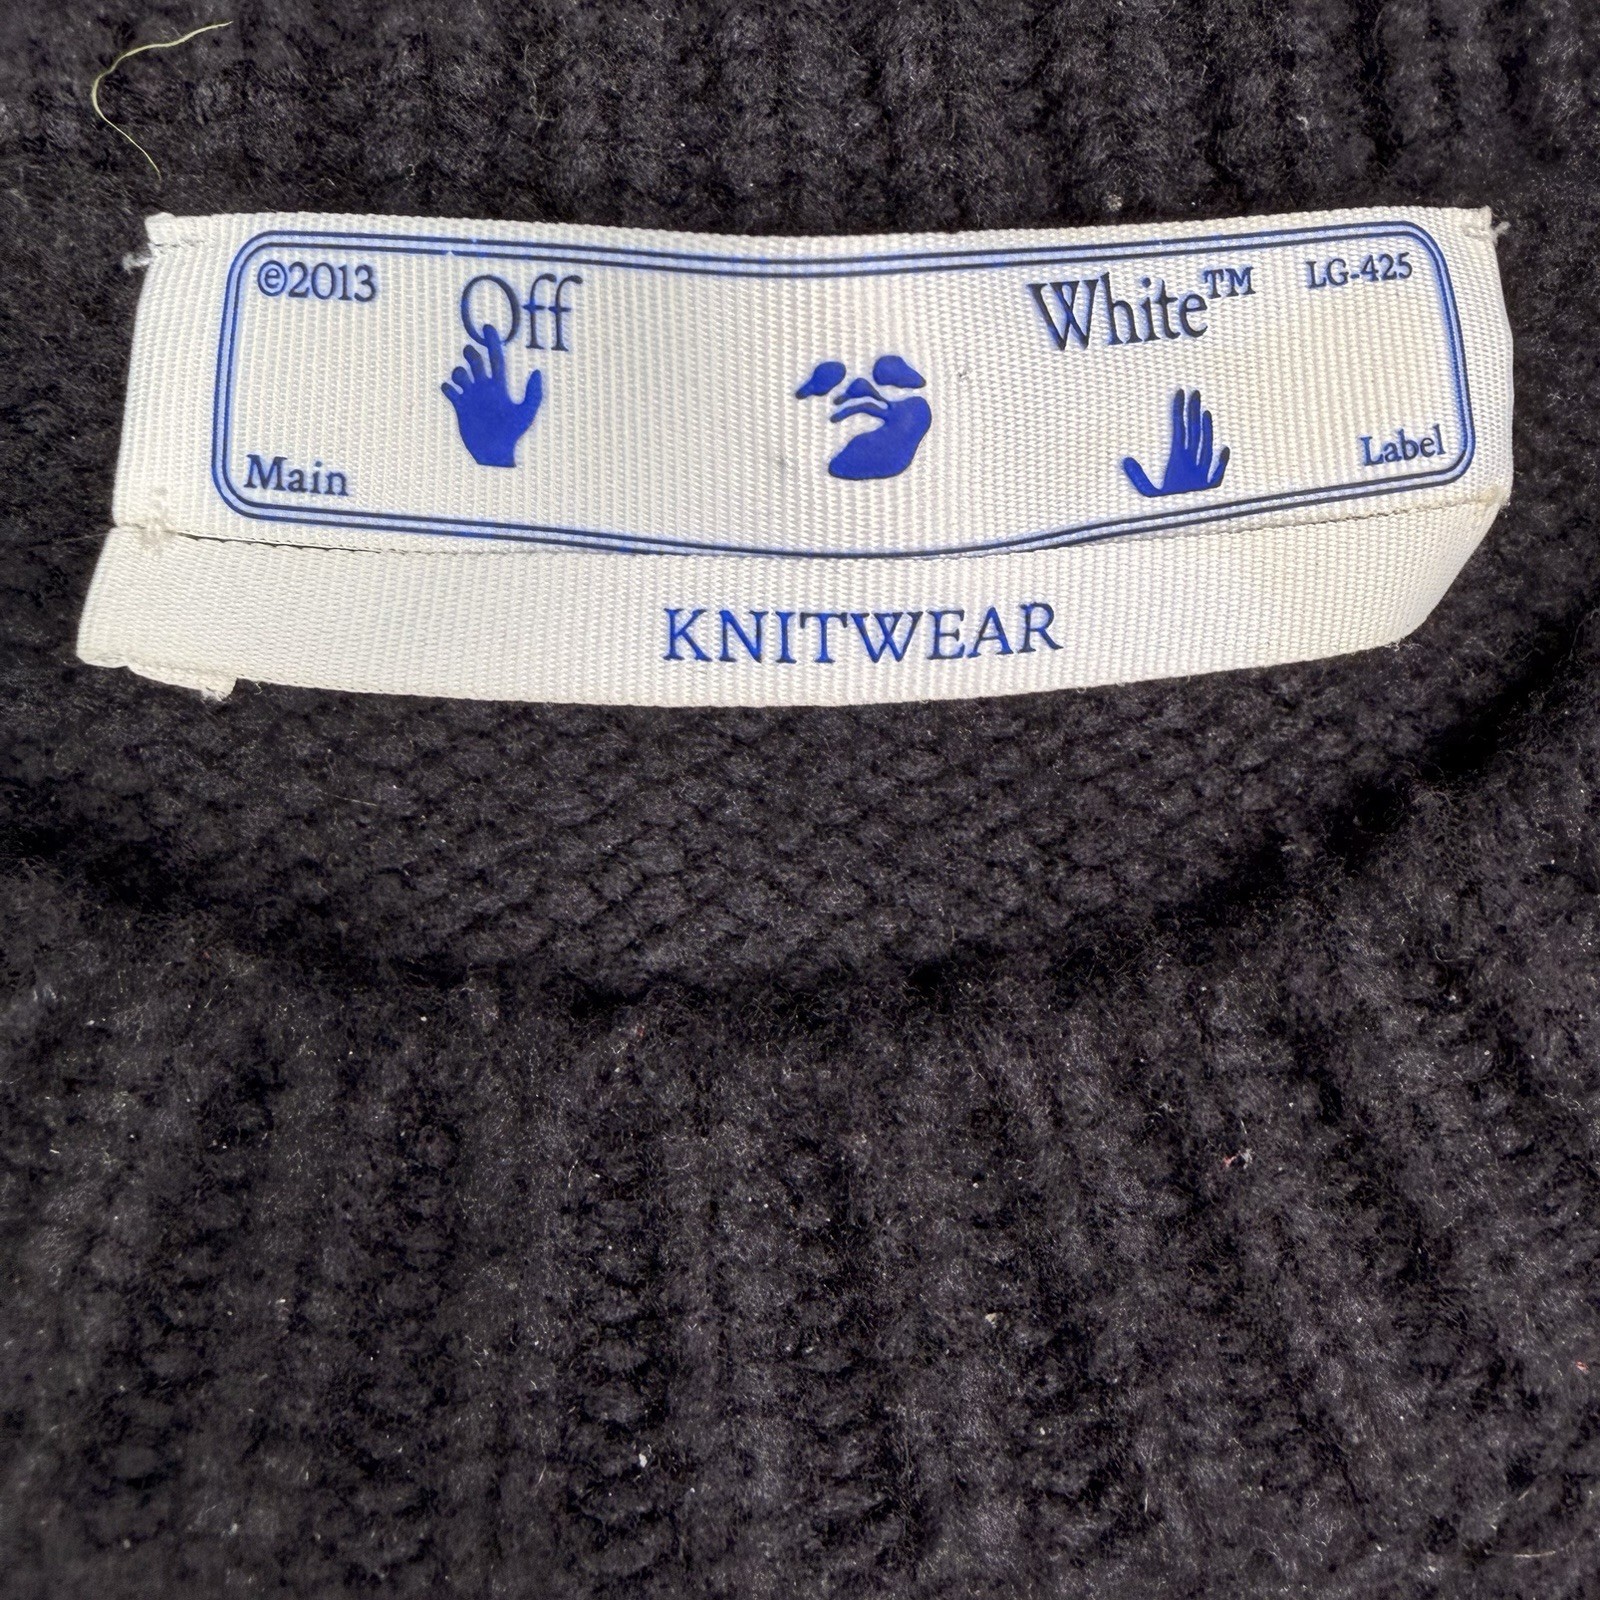 ©2013 Off White™ LG-425
Main Label
KNITWEAR